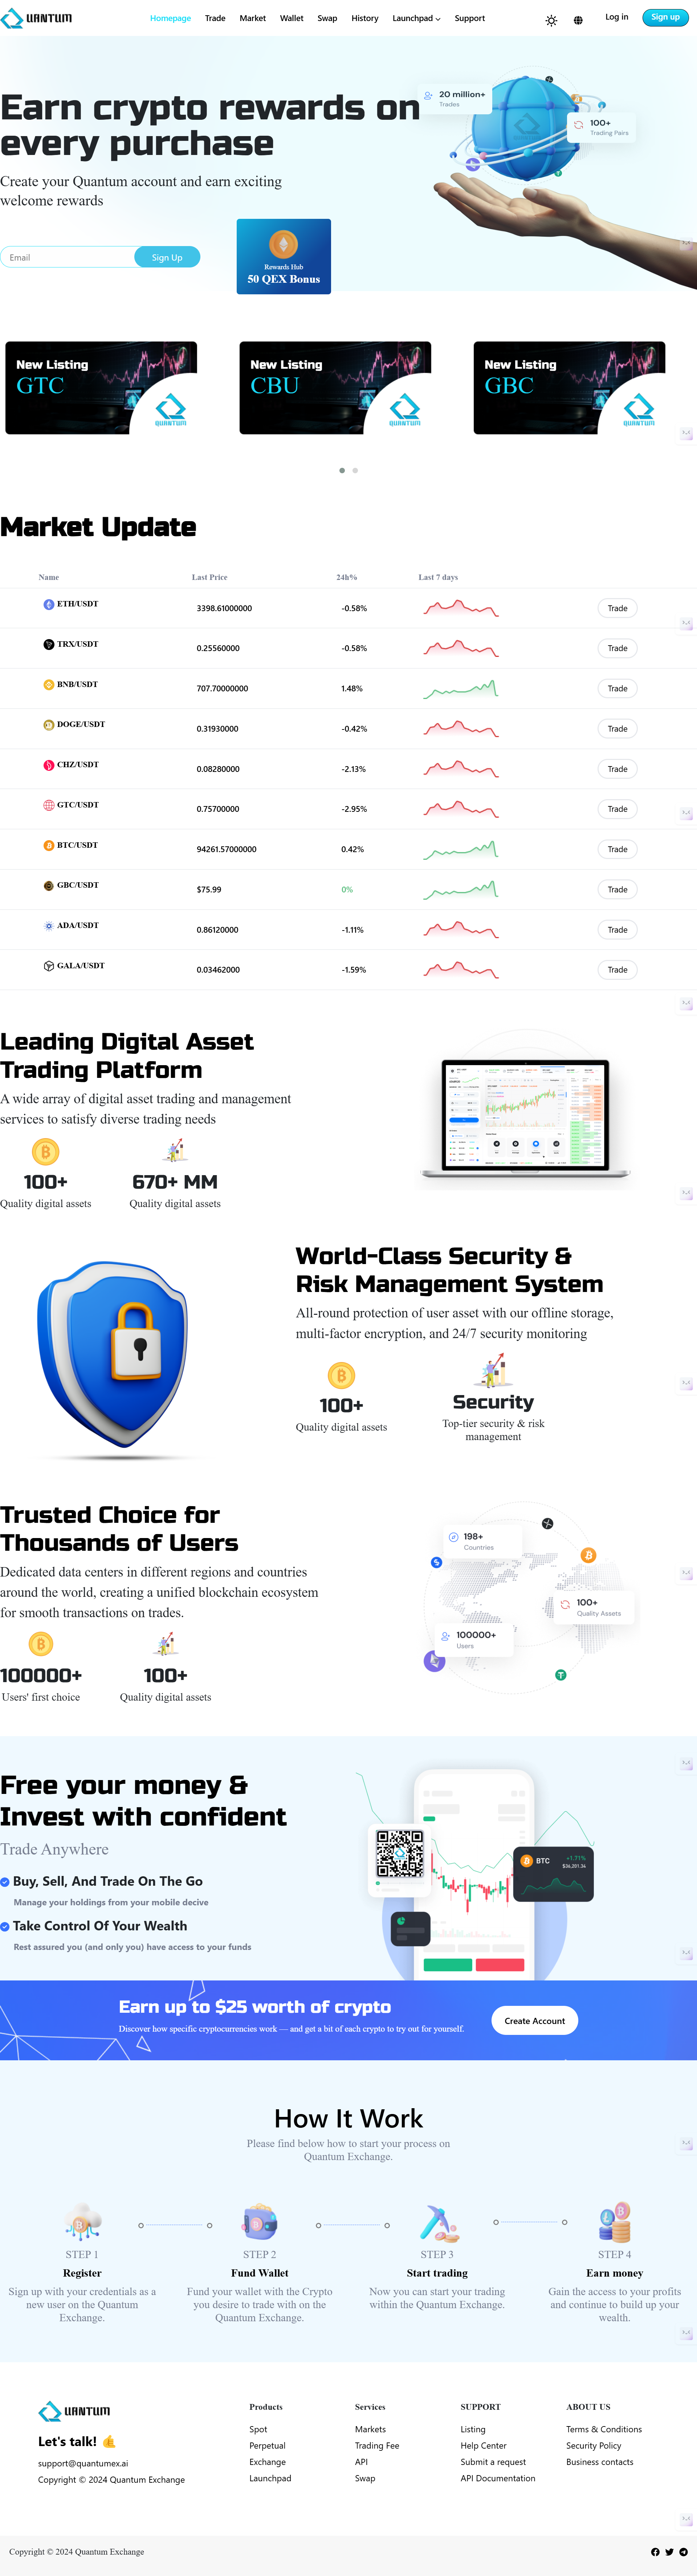 QUANTUM
Homepage Trade Market Wallet Swap History Launchpad Support
Log in Sign up
Earn crypto rewards on
every purchase
20 million+
Trades
100+
Trading Pairs
Create your Quantum account and earn exciting
welcome rewards
Email Sign Up
Rewards Hub
50 QEX Bonus
New Listing
GTC
QUANTUM
New Listing
CBU
QUANTUM
New Listing
GBC
QUANTUM
Market Update
Name Last Price 24h% Last 7 days
ETH/USDT 3398.61000000 -0.58% Trade
TRX/USDT 0.25560000 -0.58% Trade
BNB/USDT 707.70000000 1.48% Trade
DOGE/USDT 0.31930000 -0.42% Trade
CHZ/USDT 0.08280000 -2.13% Trade
GTC/USDT 0.75700000 -2.95% Trade
BTC/USDT 94261.57000000 0.42% Trade
GBC/USDT $75.99 0% Trade
ADA/USDT 0.86120000 -1.11% Trade
GALA/USDT 0.03462000 -1.59% Trade
Leading Digital Asset
Trading Platform
A wide array of digital asset trading and management
services to satisfy diverse trading needs
100+ 670+ MM
Quality digital assets Quality digital assets
World-Class Security &
Risk Management System
All-round protection of user asset with our offline storage,
multi-factor encryption, and 24/7 security monitoring
100+
Quality digital assets
Security
Top-tier security & risk
management
Trusted Choice for
Thousands of Users
Dedicated data centers in different regions and countries
around the world, creating a unified blockchain ecosystem
for smooth transactions on trades.
100000+ 100+
Users' first choice Quality digital assets
198+
Countries
100+
Quality Assets
100000+
Users
Free your money &
Invest with confident
Trade Anywhere
Buy, Sell, And Trade On The Go
Manage your holdings from your mobile decive
Take Control Of Your Wealth
Rest assured you (and only you) have access to your funds
BTC +1.71%
$36,201.34
Earn up to $25 worth of crypto
Discover how specific cryptocurrencies work — and get a bit of each crypto to try out for yourself.
Create Account
How It Work
Please find below how to start your process on
Quantum Exchange.
STEP 1
Register
Sign up with your credentials as a
new user on the Quantum
Exchange.
STEP 2
Fund Wallet
Fund your wallet with the Crypto
you desire to trade with on the
Quantum Exchange.
STEP 3
Start trading
Now you can start your trading
within the Quantum Exchange.
STEP 4
Earn money
Gain the access to your profits
and continue to build up your
wealth.
QUANTUM
Let's talk!
support@quantumex.ai
Copyright © 2024 Quantum Exchange
Products
Spot
Perpetual
Exchange
Launchpad
Services
Markets
Trading Fee
API
Swap
SUPPORT
Listing
Help Center
Submit a request
API Documentation
ABOUT US
Terms & Conditions
Security Policy
Business contacts
Copyright © 2024 Quantum Exchange